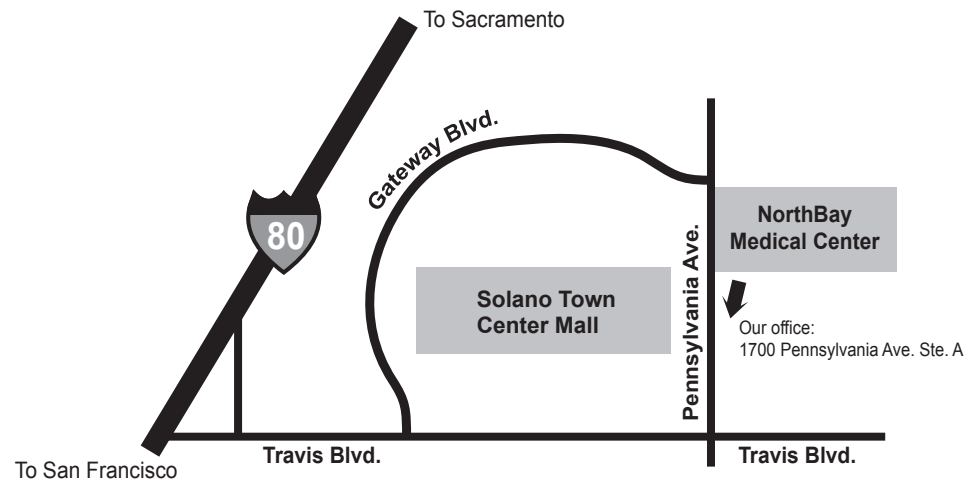 To Sacramento
Gateway Blvd.
80
NorthBay
Medical Center
Pennsylvania Ave.
Solano Town
Center Mall
Our office:
1700 Pennsylvania Ave. Ste. A
Travis Blvd.
Travis Blvd.
To San Francisco